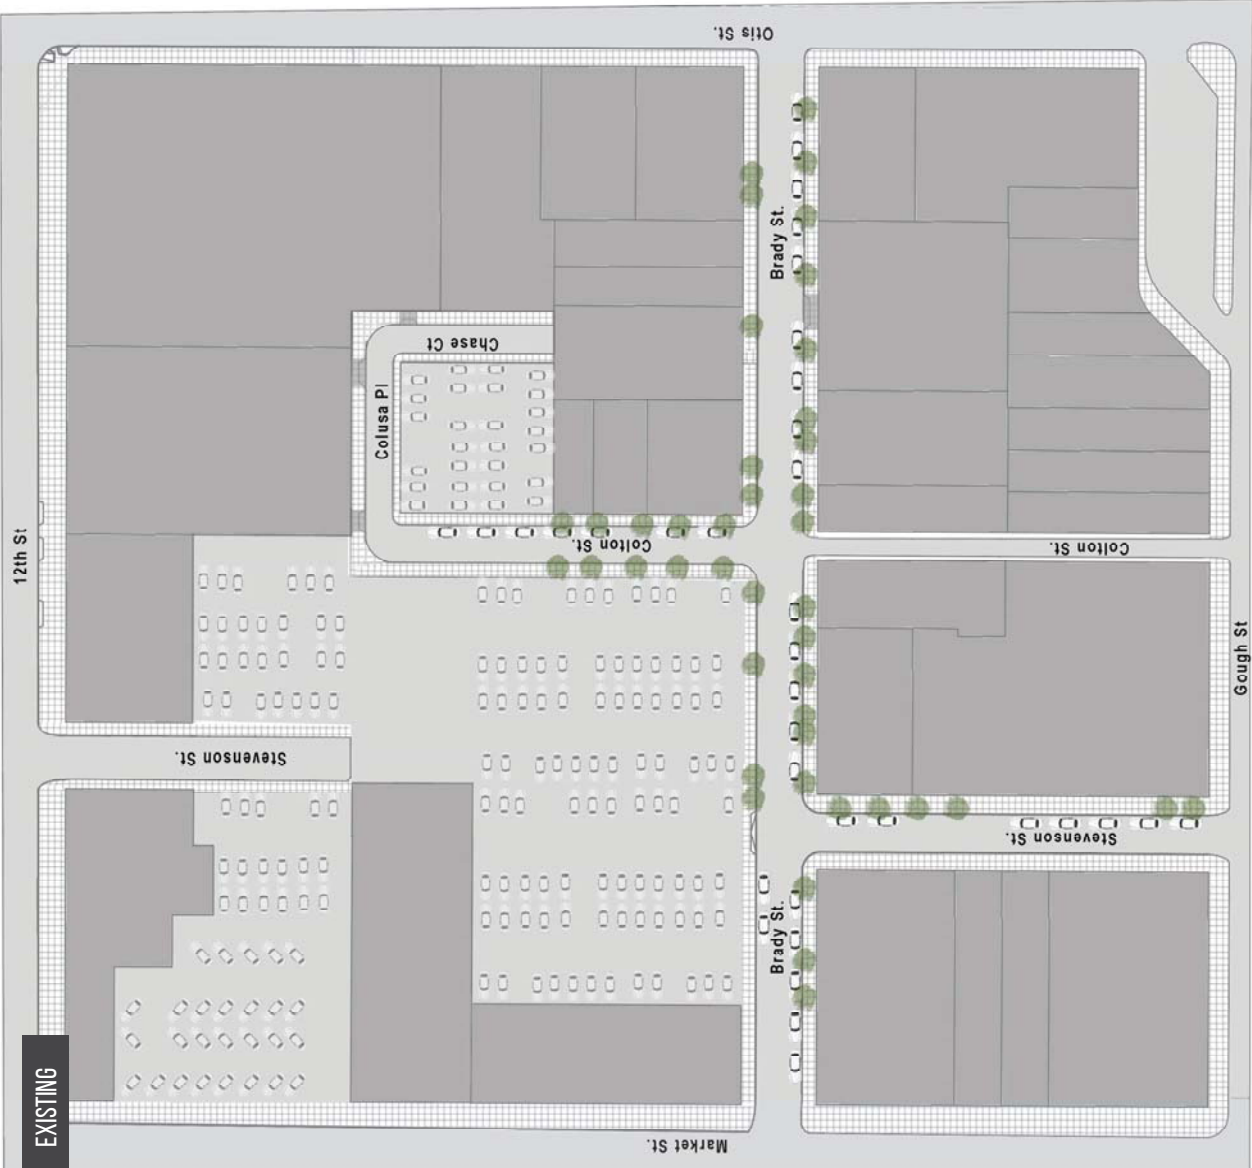 Otis St.
Brady St.
Chase Ct
Colusa Pl
Colton St.
Colton St.
12th St
Gough St
Stevenson St.
Stevenson St.
Brady St.
EXISTING
Market St.